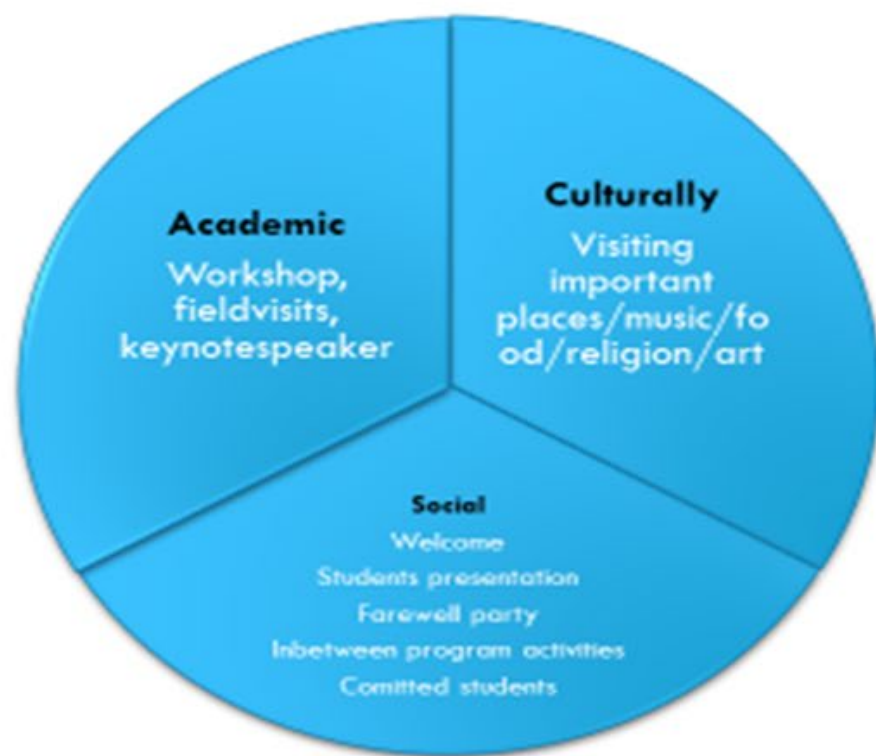 Academic
Workshop,
fieldvisits,
keynotespeaker
Culturally
Visiting
important
places/music/fo
od/religion/art
Social
Welcome
Students presentation
Farewell party
Inbetween program activities
Comitted students